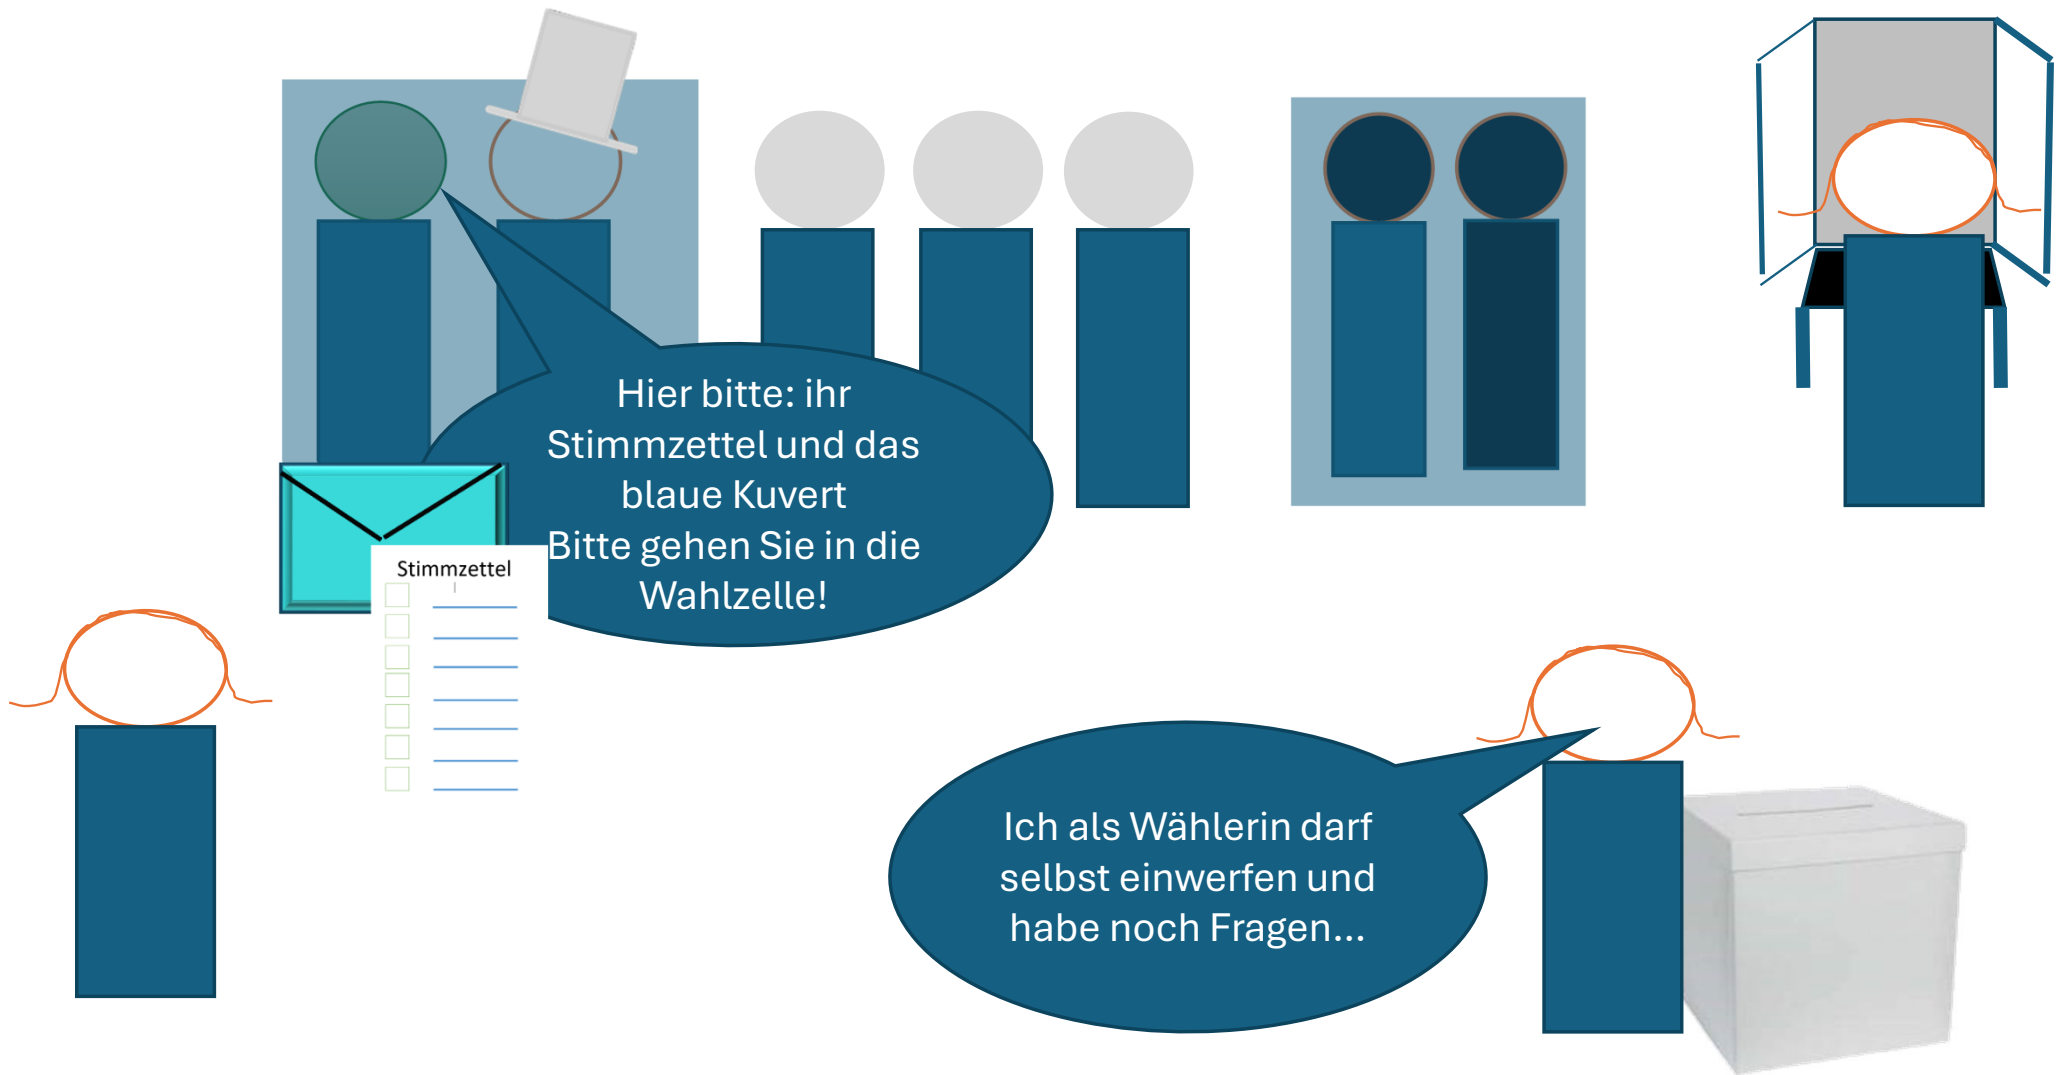 Hier bitte: ihr
Stimmzettel und das
blaue Kuvert
Bitte gehen Sie in die
Wahlzelle!
Stimmzettel
Ich als Wählerin darf
selbst einwerfen und
habe noch Fragen...